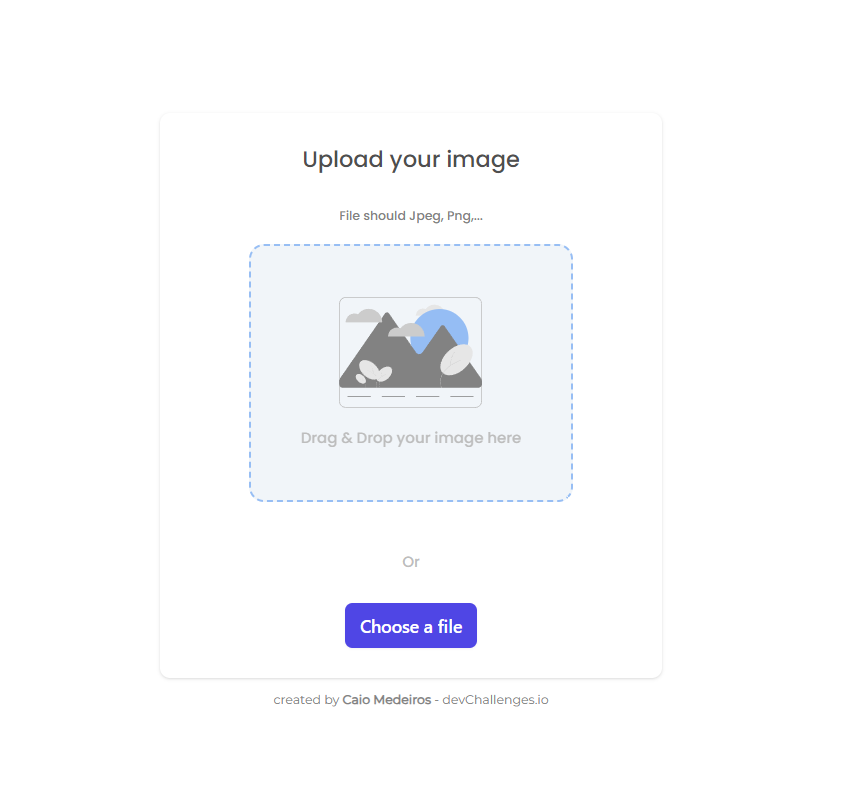 Upload your image
File should Jpeg, Png,...
Drag & Drop your image here
Or
Choose a file
created by Caio Medeiros - devChallenges.io